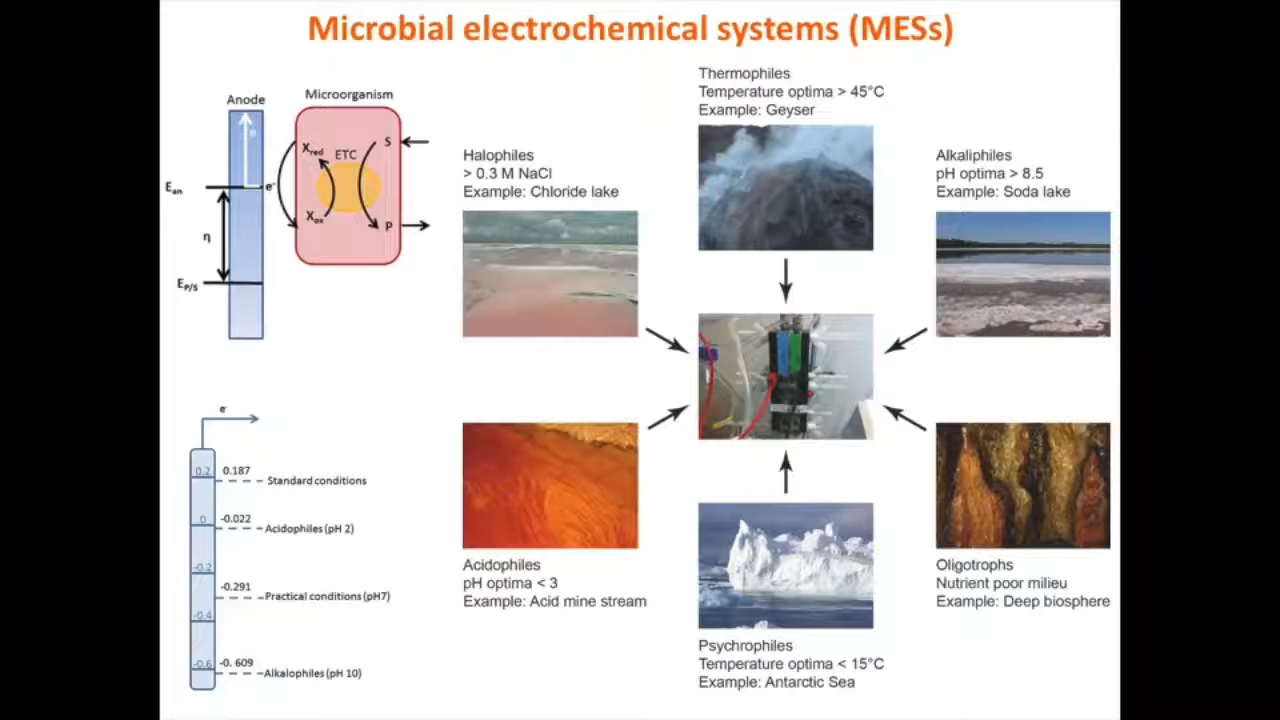 Microbial electrochemical systems (MESs)
Anode
Microorganism
e
Xred
ETC
S
Ean
e-
Xox
P
η
EP/S
e-
0.2
0.187
Standard conditions
0
-0.022
Acidophiles (pH 2)
-0.2
-0.291
Practical conditions (pH7)
-0.4
-0.6
-0. 609
Alkalophiles (pH 10)
Halophiles
> 0.3 M NaCl
Example: Chloride lake
Thermophiles
Temperature optima > 45°C
Example: Geyser
Alkaliphiles
pH optima > 8.5
Example: Soda lake
Acidophiles
pH optima < 3
Example: Acid mine stream
Psychrophiles
Temperature optima < 15°C
Example: Antarctic Sea
Oligotrophs
Nutrient poor milieu
Example: Deep biosphere